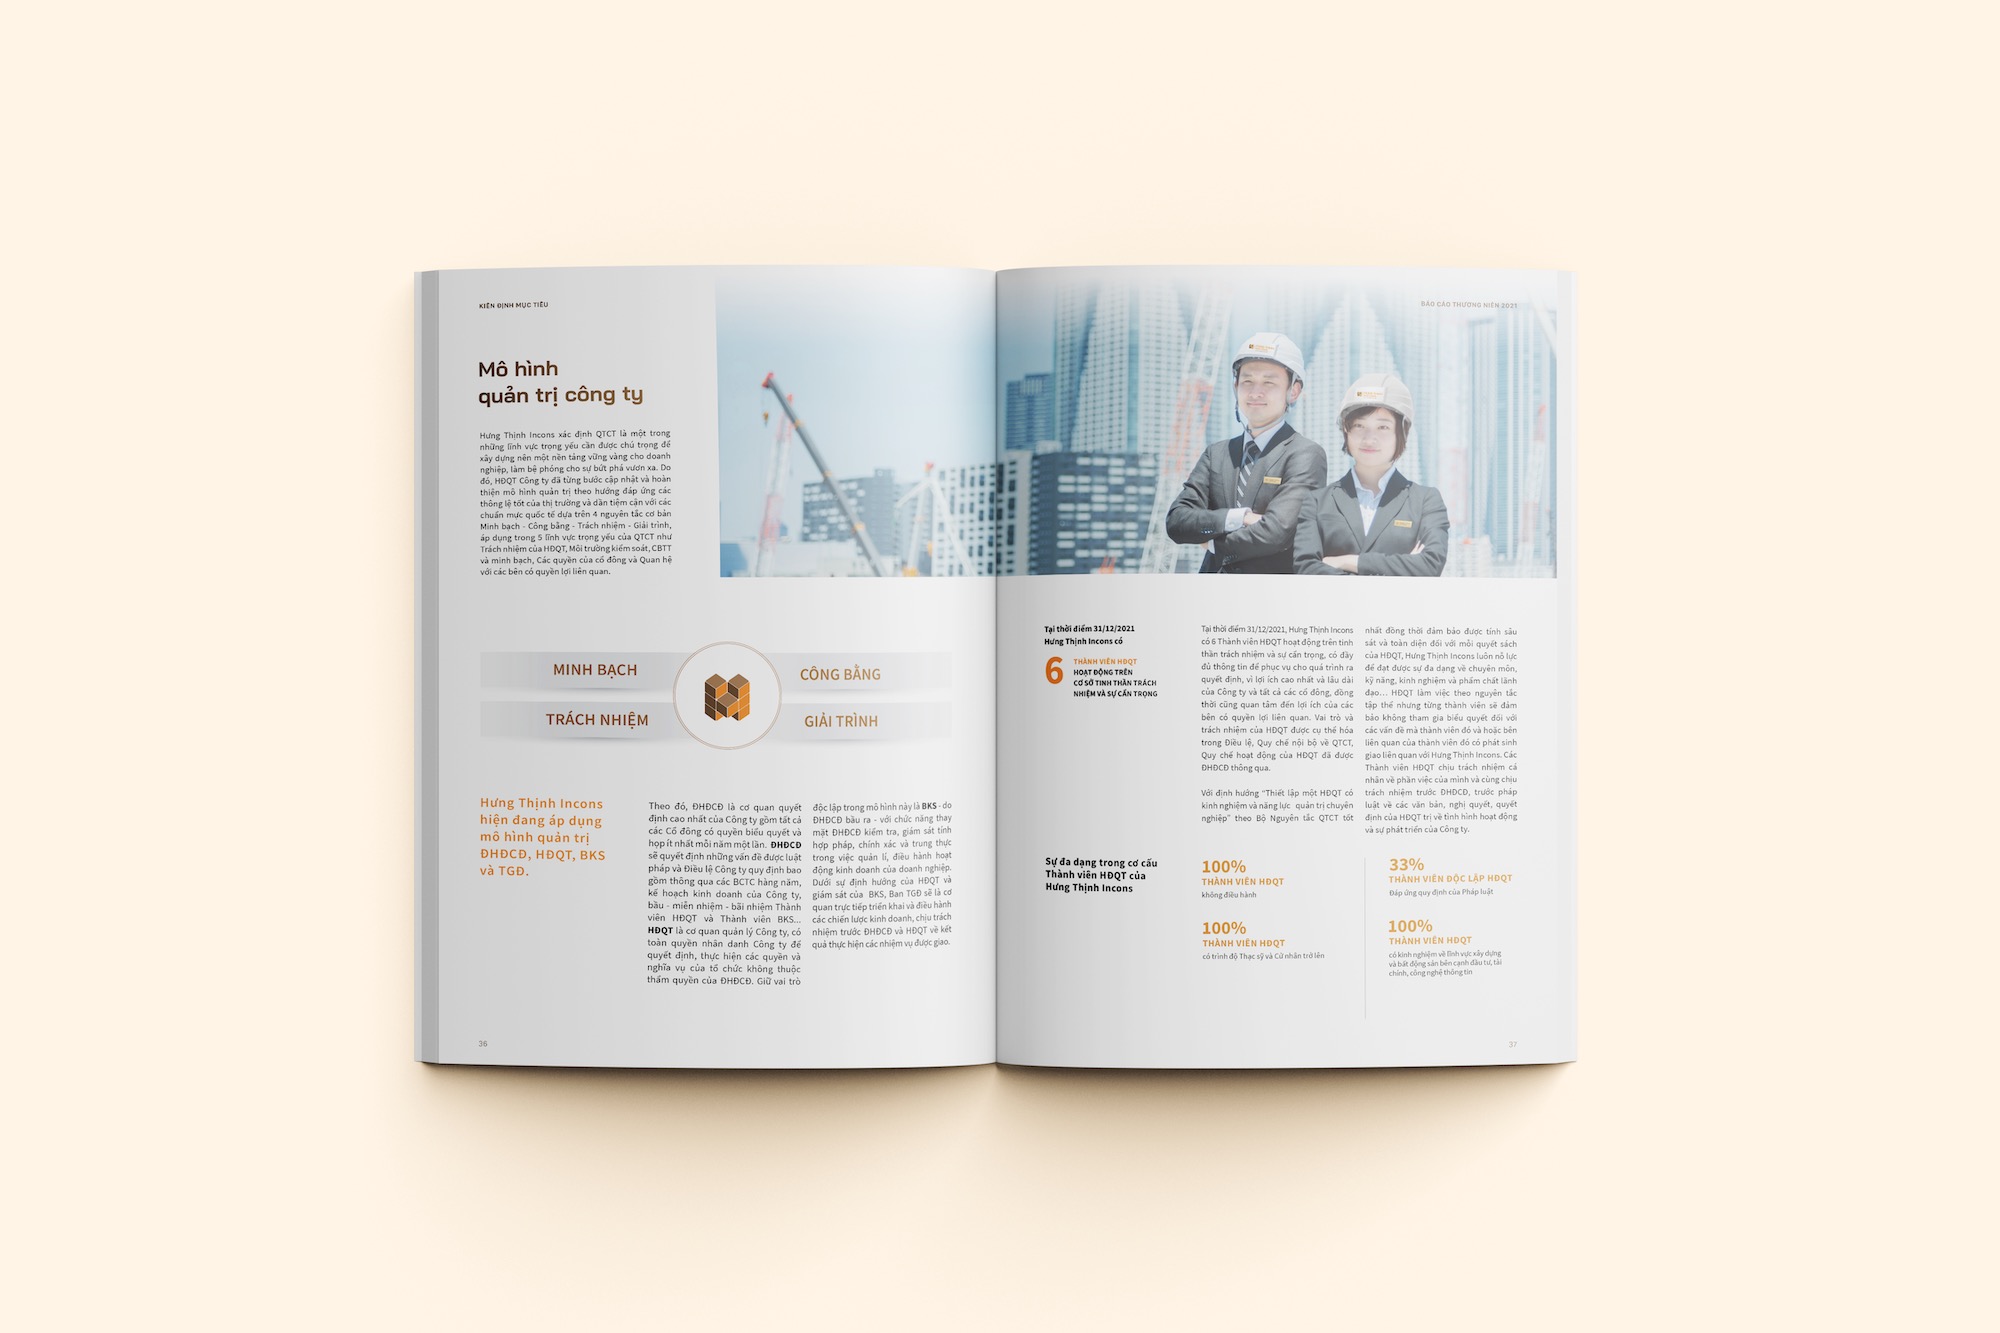 KIÊN ĐỊNH MỤC TIÊU
Mô hình
quản trị công ty
Hưng Thịnh Incons xác định QTCT là một trong
những lĩnh vực trọng yếu cần được chú trọng để
xây dựng nên một nền tảng vững vàng cho doanh
nghiệp, làm bệ phóng cho sự bứt phá vươn xa. Do
đó, HĐQT Công ty đã từng bước cập nhật và hoàn
thiện mô hình quản trị theo hướng đáp ứng các
thông lệ tốt của thị trường và dần tiệm cận với các
chuẩn mực quốc tế dựa trên 4 nguyên tắc cơ bản
Minh bạch - Công bằng - Trách nhiệm - Giải trình,
áp dụng trong 5 lĩnh vực trọng yếu của QTCT như
Trách nhiệm của HĐQT, Môi trường kiểm soát, CBTT
và minh bạch, Các quyền của cổ đông và Quan hệ
với các bên có quyền lợi liên quan.
MINH BẠCH
CÔNG BẰNG
TRÁCH NHIỆM
GIẢI TRÌNH
Hưng Thịnh Incons
hiện đang áp dụng
mô hình quản trị
ĐHĐCĐ, HĐQT, BKS
và TGĐ.
Theo đó, ĐHĐCĐ là cơ quan quyết
định cao nhất của Công ty gồm tất cả
các Cổ đông có quyền biểu quyết và
họp ít nhất mỗi năm một lần. ĐHĐCĐ
sẽ quyết định những vấn đề được luật
pháp và Điều lệ Công ty quy định bao
gồm thông qua các BCTC hàng năm,
kế hoạch kinh doanh của Công ty,
bầu - miễn nhiệm - bãi nhiệm Thành
viên HĐQT và Thành viên BKS...
HĐQT là cơ quan quản lý Công ty, có
toàn quyền nhân danh Công ty để
quyết định, thực hiện các quyền và
nghĩa vụ của tổ chức không thuộc
thẩm quyền của ĐHĐCĐ. Giữ vai trò
độc lập trong mô hình này là BKS - do
ĐHĐCĐ bầu ra - với chức năng thay
mặt ĐHĐCĐ kiểm tra, giám sát tính
hợp pháp, chính xác và trung thực
trong việc quản lí, điều hành hoạt
động kinh doanh của doanh nghiệp.
Dưới sự định hướng của HĐQT và
giám sát của BKS, Ban TGĐ sẽ là cơ
quan trực tiếp triển khai và điều hành
các chiến lược kinh doanh, chịu trách
nhiệm trước ĐHĐCĐ và HĐQT về kết
quả thực hiện các nhiệm vụ được giao.
36
BÁO CÁO THƯỜNG NIÊN 2021
Tại thời điểm 31/12/2021
Hưng Thịnh Incons có
6 THÀNH VIÊN HĐQT
HOẠT ĐỘNG TRÊN
CƠ SỞ TINH THẦN TRÁCH
NHIỆM VÀ SỰ CẨN TRỌNG
Tại thời điểm 31/12/2021, Hưng Thịnh Incons
có 6 Thành viên HĐQT hoạt động trên tinh
thần trách nhiệm và sự cẩn trọng, có đầy
đủ thông tin để phục vụ cho quá trình ra
quyết định, vì lợi ích cao nhất và lâu dài
của Công ty và tất cả các cổ đông, đồng
thời cũng quan tâm đến lợi ích của các
bên có quyền lợi liên quan. Vai trò và
trách nhiệm của HĐQT được cụ thể hóa
trong Điều lệ, Quy chế nội bộ về QTCT,
Quy chế hoạt động của HĐQT đã được
ĐHĐCĐ thông qua.
Với định hướng “Thiết lập một HĐQT có
kinh nghiệm và năng lực quản trị chuyên
nghiệp” theo Bộ Nguyên tắc QTCT tốt
nhất đồng thời đảm bảo được tính sâu
sát và toàn diện đối với mỗi quyết sách
của HĐQT, Hưng Thịnh Incons luôn nỗ lực
để đạt được sự đa dạng về chuyên môn,
kỹ năng, kinh nghiệm và phẩm chất lãnh
đạo... HĐQT làm việc theo nguyên tắc
tập thể nhưng từng thành viên sẽ đảm
bảo không tham gia biểu quyết đối với
các vấn đề mà thành viên đó và hoặc bên
liên quan của thành viên đó có phát sinh
giao liên quan với Hưng Thịnh Incons. Các
Thành viên HĐQT chịu trách nhiệm cá
nhân về phần việc của mình và cùng chịu
trách nhiệm trước ĐHĐCĐ, trước pháp
luật về các văn bản, nghị quyết, quyết
định của HĐQT trị về tình hình hoạt động
và sự phát triển của Công ty.
Sự đa dạng trong cơ cấu
Thành viên HĐQT của
Hưng Thịnh Incons
100%
THÀNH VIÊN HĐQT
không điều hành
33%
THÀNH VIÊN ĐỘC LẬP HĐQT
Đáp ứng quy định của Pháp luật
100%
THÀNH VIÊN HĐQT
có trình độ Thạc sỹ và Cử nhân trở lên
100%
THÀNH VIÊN HĐQT
có kinh nghiệm về lĩnh vực xây dựng
và bất động sản bên cạnh đầu tư, tài
chính, công nghệ thông tin
37